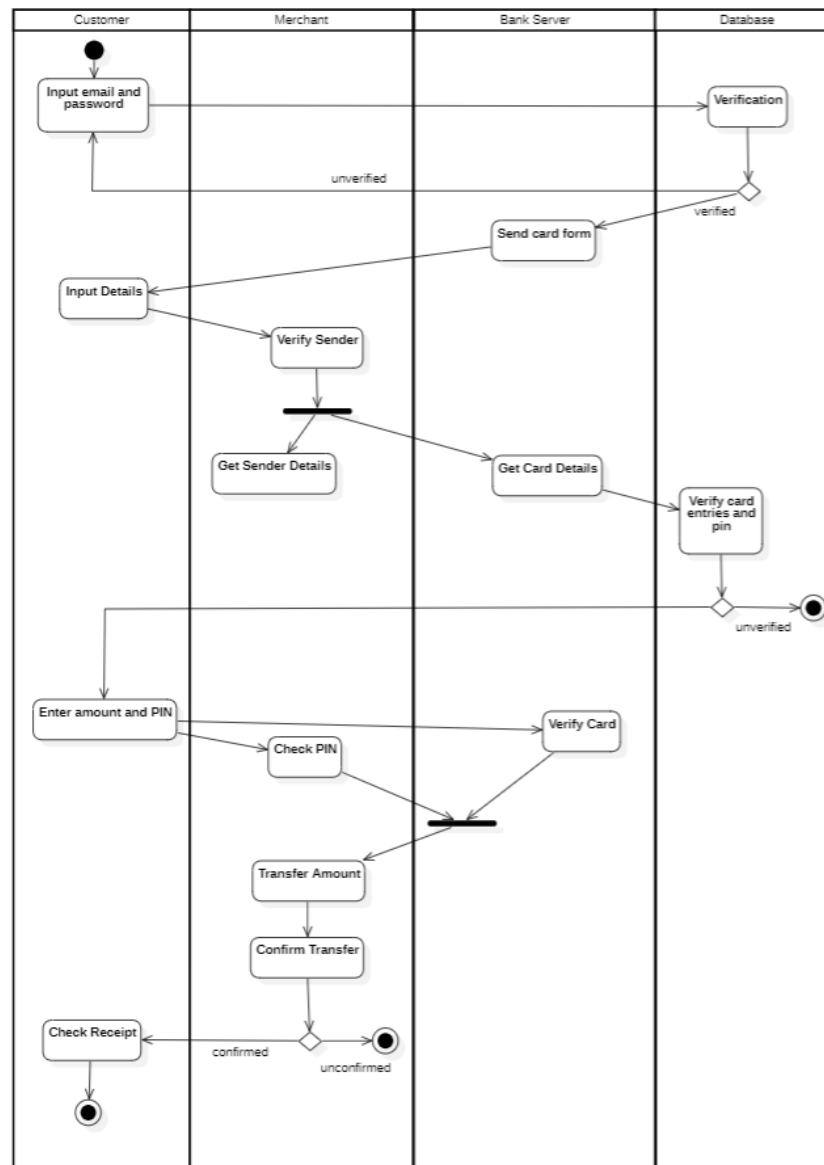 Customer
Merchant
Bank Server
Database
Input email and
password
Verification
unverified
verified
Send card form
Input Details
Verify Sender
Get Sender Details
Get Card Details
Verify card
entries and
pin
unverified
Enter amount and PIN
Verify Card
Check PIN
Transfer Amount
Confirm Transfer
Check Receipt
confirmed
unconfirmed